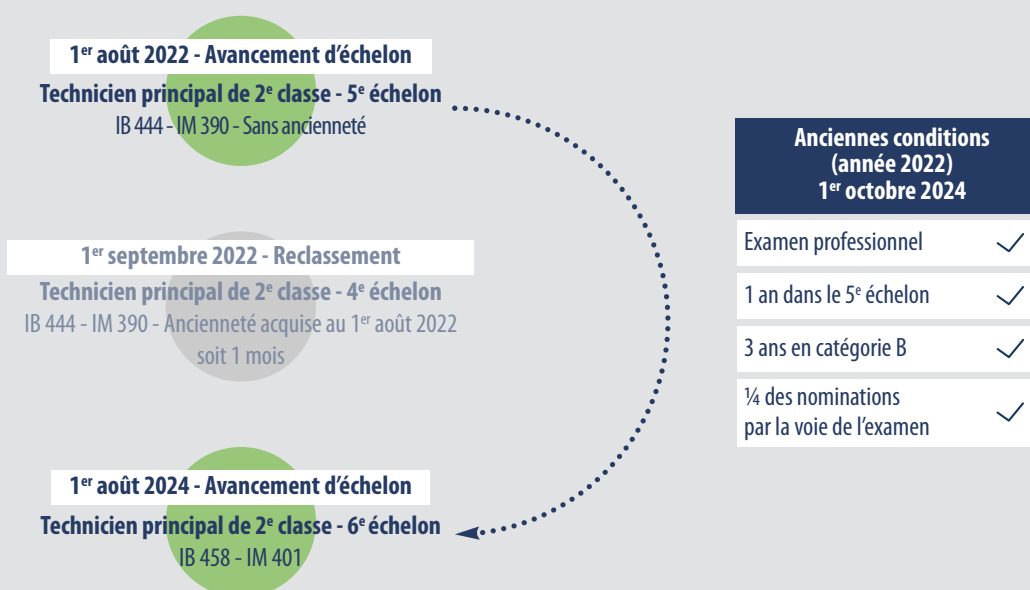 1er août 2022 - Avancement d'échelon
Technicien principal de 2e classe - 5e échelon
IB 444 - IM 390 - Sans ancienneté
1er septembre 2022 - Reclassement
Technicien principal de 2e classe - 4e échelon
IB 444 - IM 390 - Ancienneté acquise au 1er août 2022
soit 1 mois
1er août 2024 - Avancement d'échelon
Technicien principal de 2e classe - 6e échelon
IB 458 - IM 401
Anciennes conditions
(année 2022)
1er octobre 2024
Examen professionnel
1 an dans le 5e échelon
3 ans en catégorie B
¼ des nominations
par la voie de l'examen